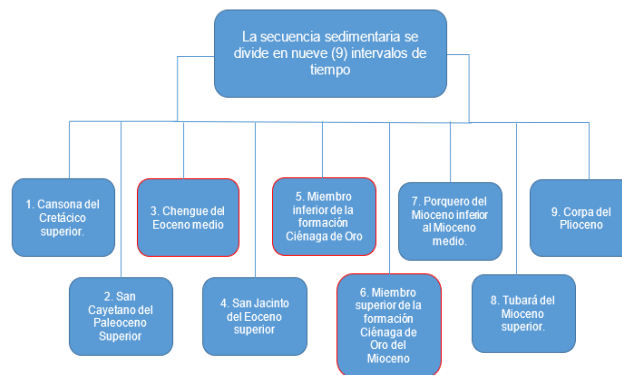 La secuencia sedimentaria se
divide en nueve (9) intervalos de
tiempo
1. Cansona del
Cretácico
superior.
2. San
Cayetano del
Paleoceno
Superior
3. Chengue del
Eoceno medio
4. San Jacinto
del Eoceno
superior
5. Miembro
inferior de la
formación
Ciénaga de Oro
6. Miembro
superior de la
formación
Ciénaga de
Oro del
Mioceno
7. Porquero del
Mioceno inferior
al Mioceno
medio.
8. Tubará del
Mioceno
superior.
9. Corpa del
Plioceno